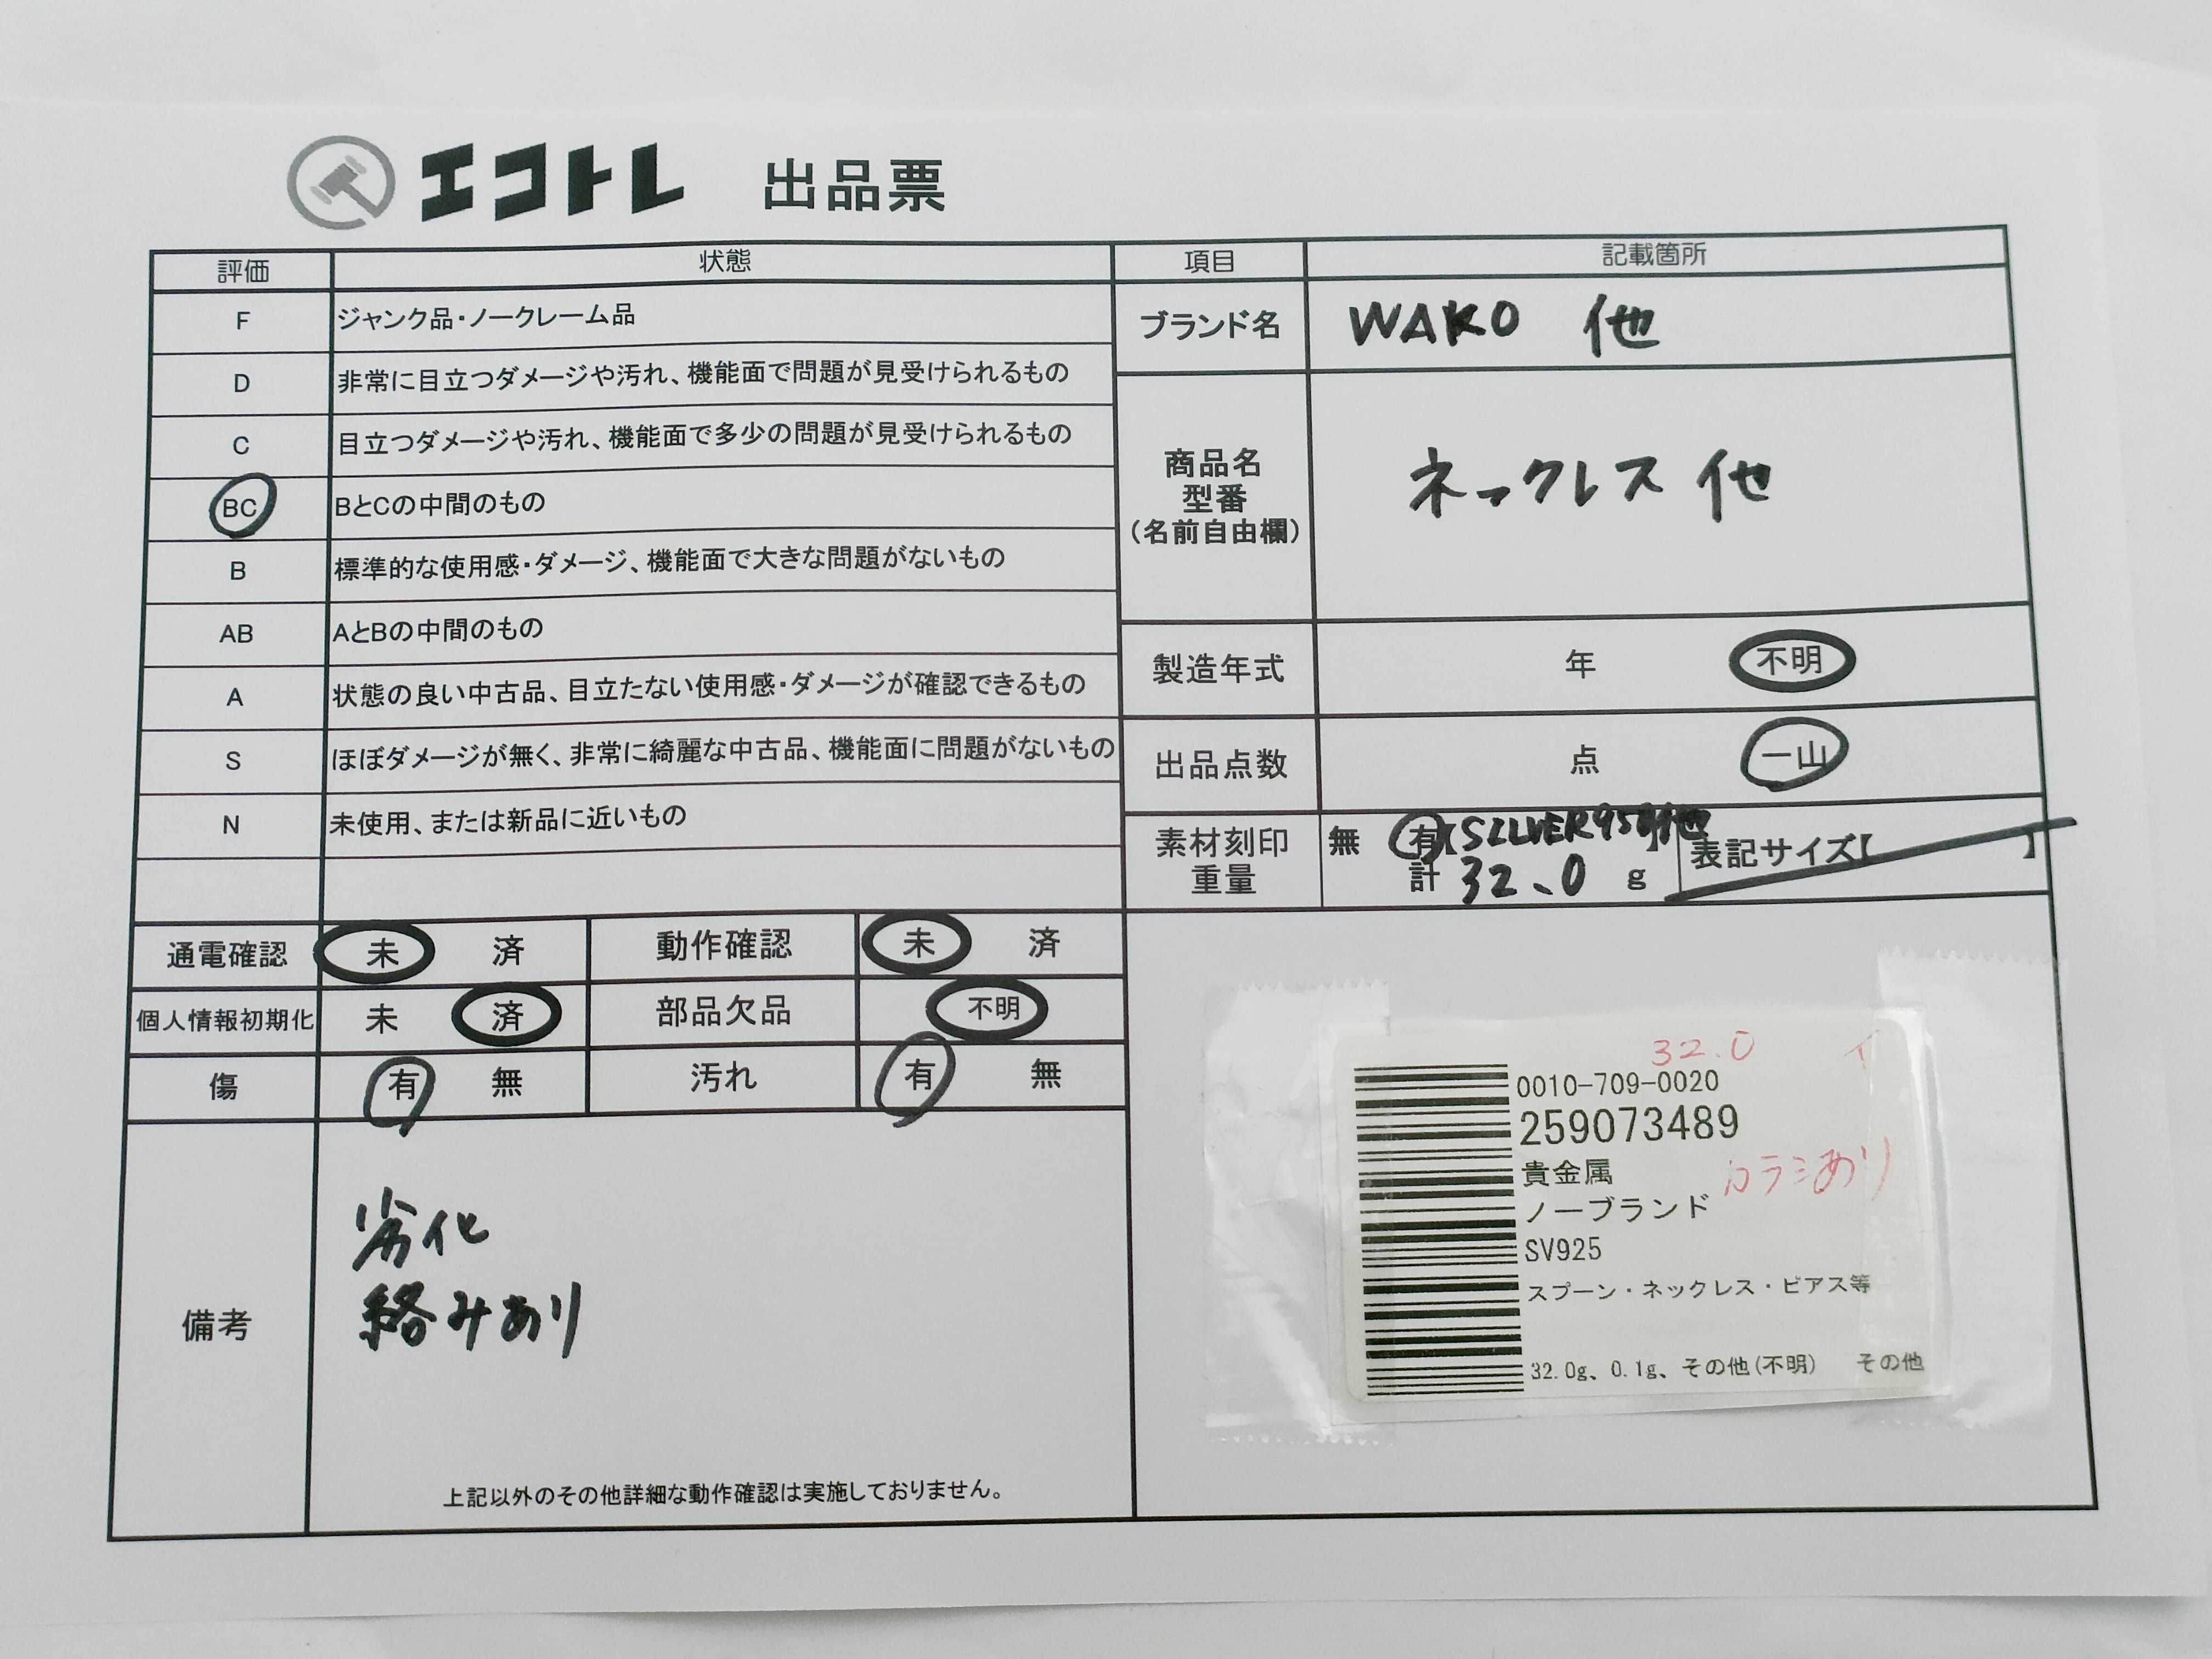 エコトレ 出品票
評価 状態
F ジャンク品・ノークレーム品
D 非常に目立つダメージや汚れ、機能面で問題が見受けられるもの
C 目立つダメージや汚れ、機能面で多少の問題が見受けられるもの
BC BとCの中間のもの
B 標準的な使用感・ダメージ、機能面で大きな問題がないもの
AB AとBの中間のもの
A 状態の良い中古品、目立たない使用感・ダメージが確認できるもの
S ほぼダメージが無く、非常に綺麗な中古品、機能面に問題がないもの
N 未使用、または新品に近いもの
項目 記載箇所
ブランド名 WAKO 他
商品名
型番
(名前自由欄)
ネックレス 他
製造年式 年 不明
出品点数 点 一山
素材刻印
重量
無 有【 】
計 32.0 g
表記サイズ【 】
通電確認 未 済 動作確認 未 済
個人情報初期化 未 済 部品欠品 不明
傷 有 無 汚れ 有 無
備考
劣化
絡みあり
上記以外のその他詳細な動作確認は実施しておりません。
32.0 イ
0010-709-0020
259073489
貴金属 カラミあり
ノーブランド
SV925
スプーン・ネックレス・ピアス等
32.0g、0.1g、その他(不明) その他